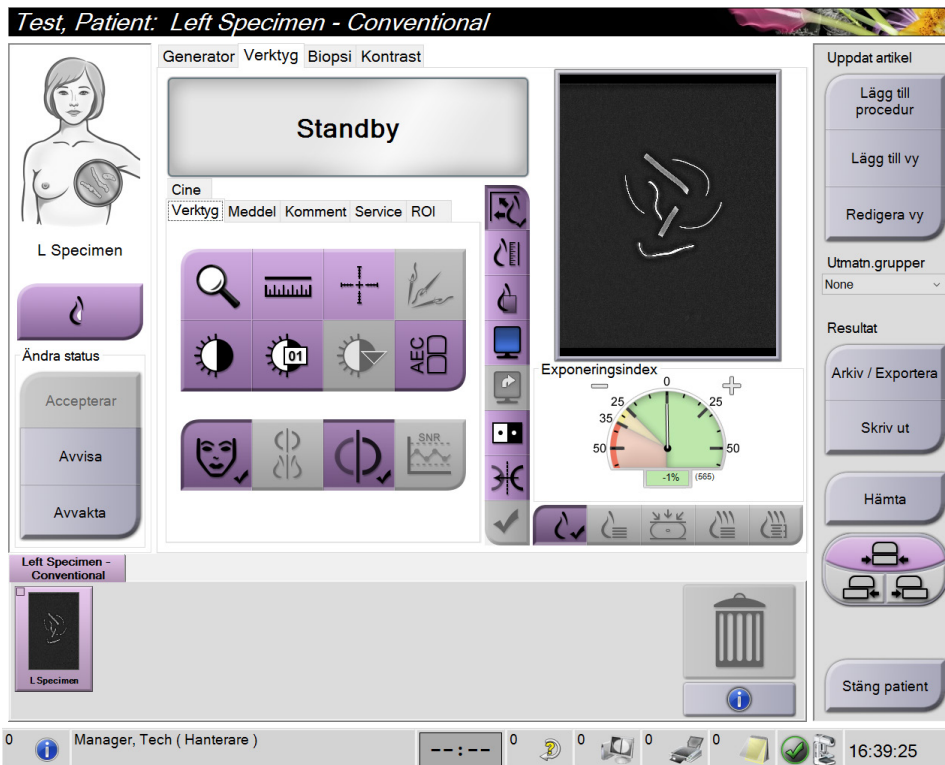 Test, Patient:  Left Specimen - Conventional
Generator Verktyg Biopsi Kontrast
Standby
L Specimen
Ändra status
Accepterar
Avvisa
Avvakta
Cine
Verktyg Meddel Komment Service ROI
01
AEC
SNR
Exponeringsindex
0
25 25
35
50 50
-1% (565)
Uppdat artikel
Lägg till
procedur
Lägg till vy
Redigera vy
Utmatn.grupper
None
Resultat
Arkiv / Exportera
Skriv ut
Hämta
Stäng patient
Left Specimen -
Conventional
L Specimen
0 Manager, Tech ( Hanterare ) --:-- 0 0 0 0 16:39:25